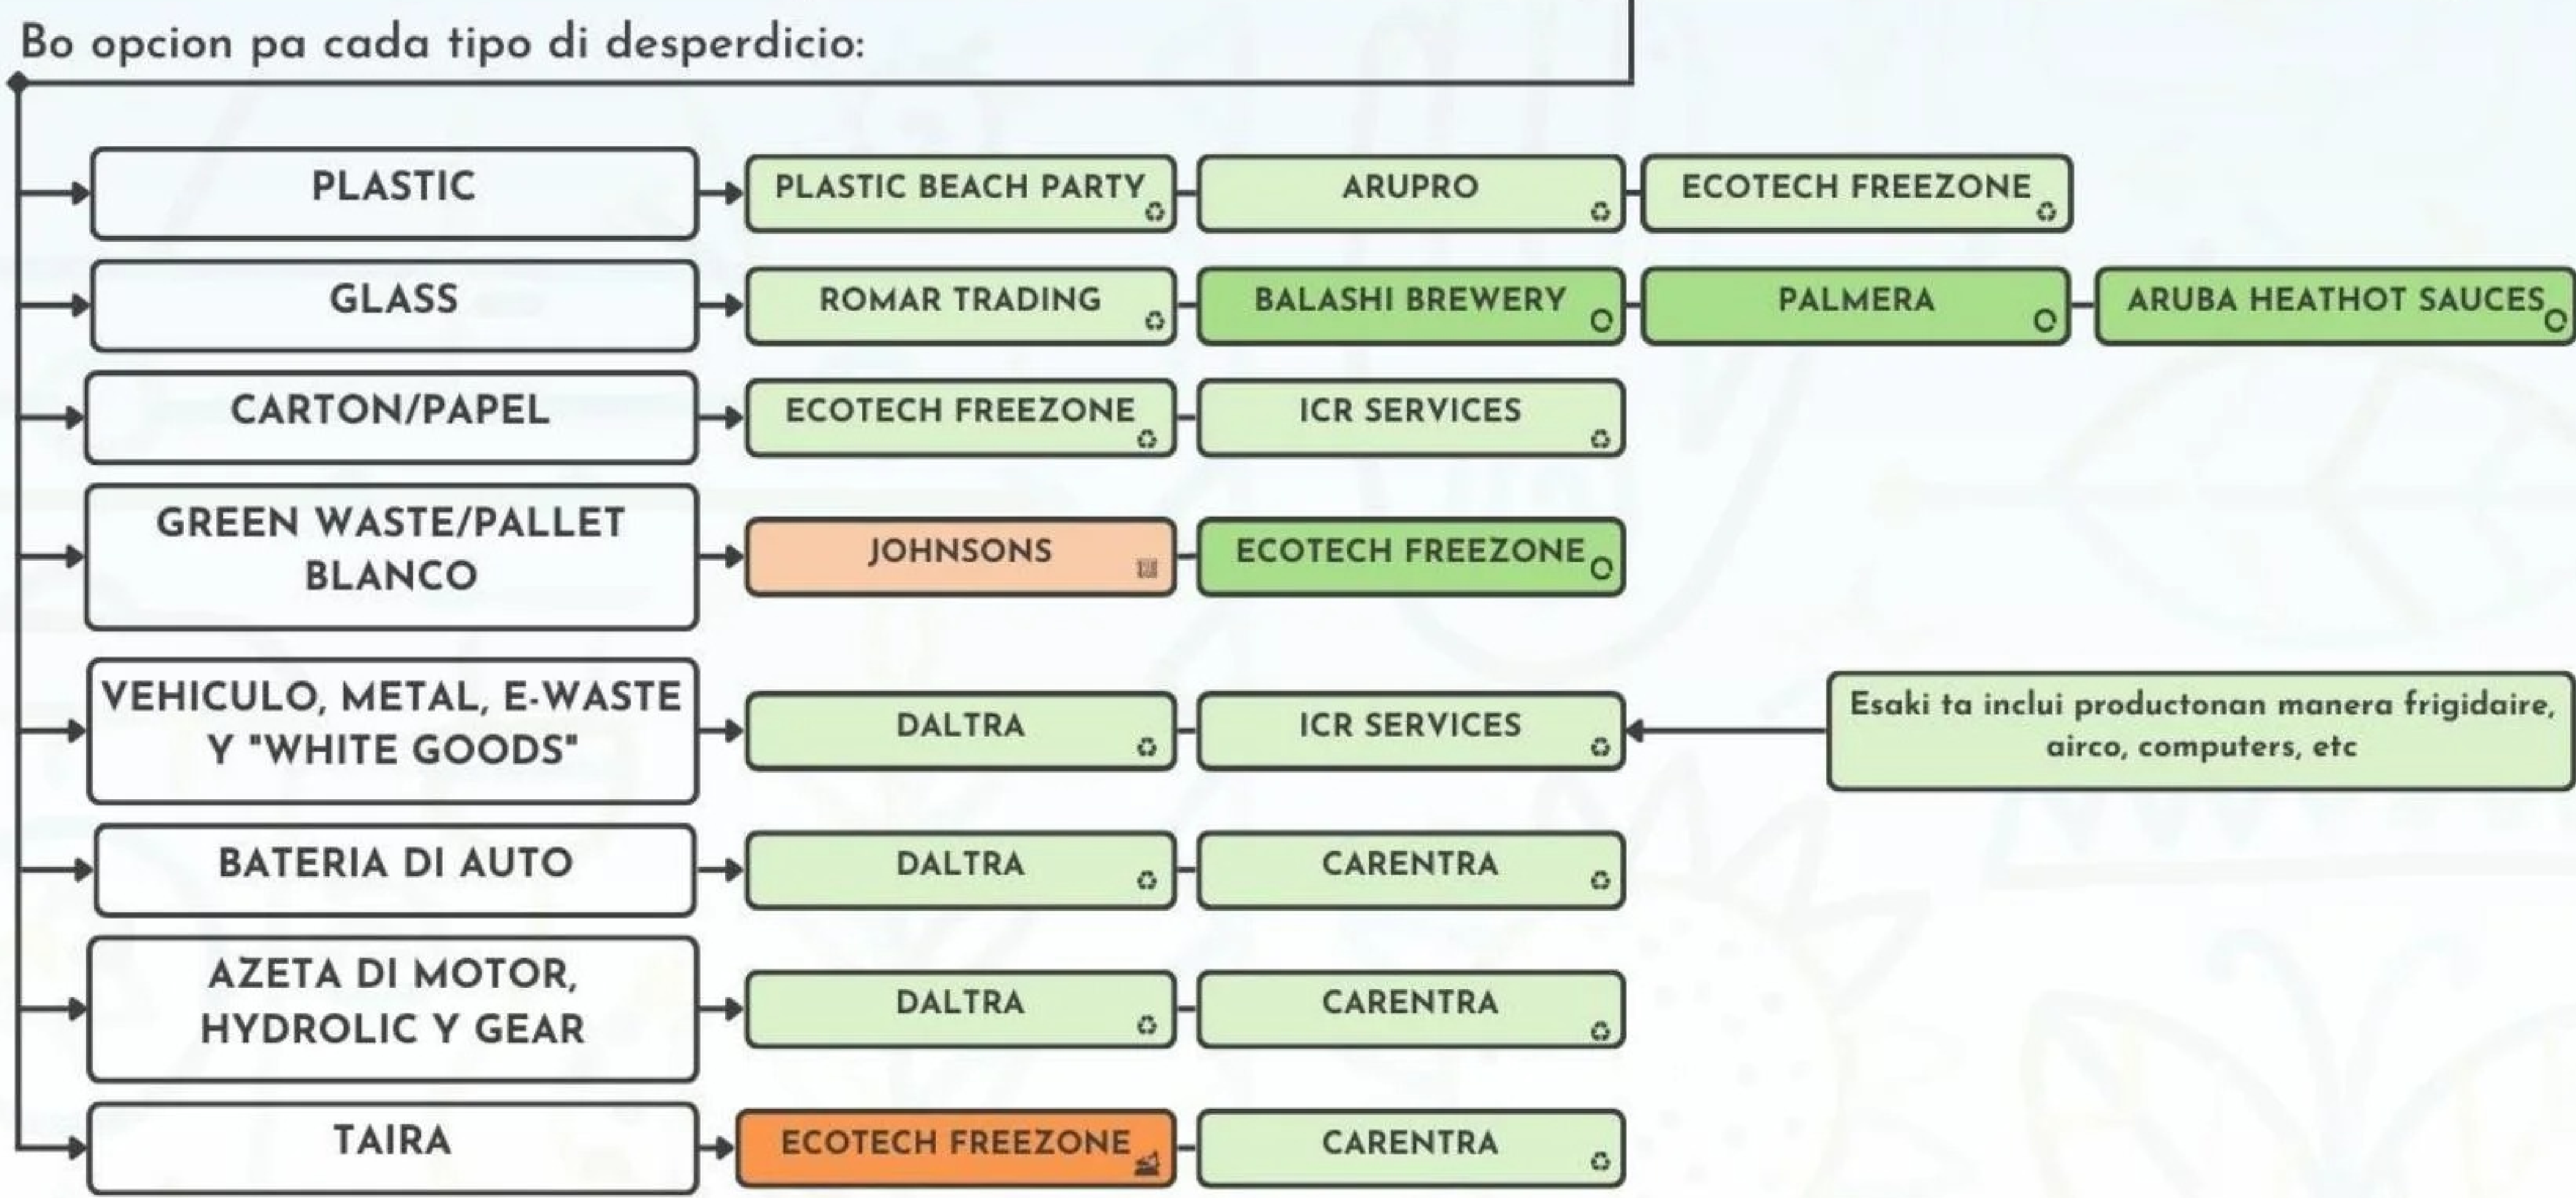 Bo opcion pa cada tipo di desperdicio:
PLASTIC
PLASTIC BEACH PARTY
ARUPRO
ECOTECH FREEZONE
GLASS
ROMAR TRADING
BALASHI BREWERY
PALMERA
ARUBA HEATHOT SAUCES
CARTON/PAPEL
ECOTECH FREEZONE
ICR SERVICES
GREEN WASTE/PALLET
BLANCO
JOHNSONS
ECOTECH FREEZONE
VEHICULO, METAL, E-WASTE
Y "WHITE GOODS"
DALTRA
ICR SERVICES
Esaki ta inclui productonan manera frigidaire,
airco, computers, etc
BATERIA DI AUTO
DALTRA
CARENTRA
AZETA DI MOTOR,
HYDROLIC Y GEAR
DALTRA
CARENTRA
TAIRA
ECOTECH FREEZONE
CARENTRA